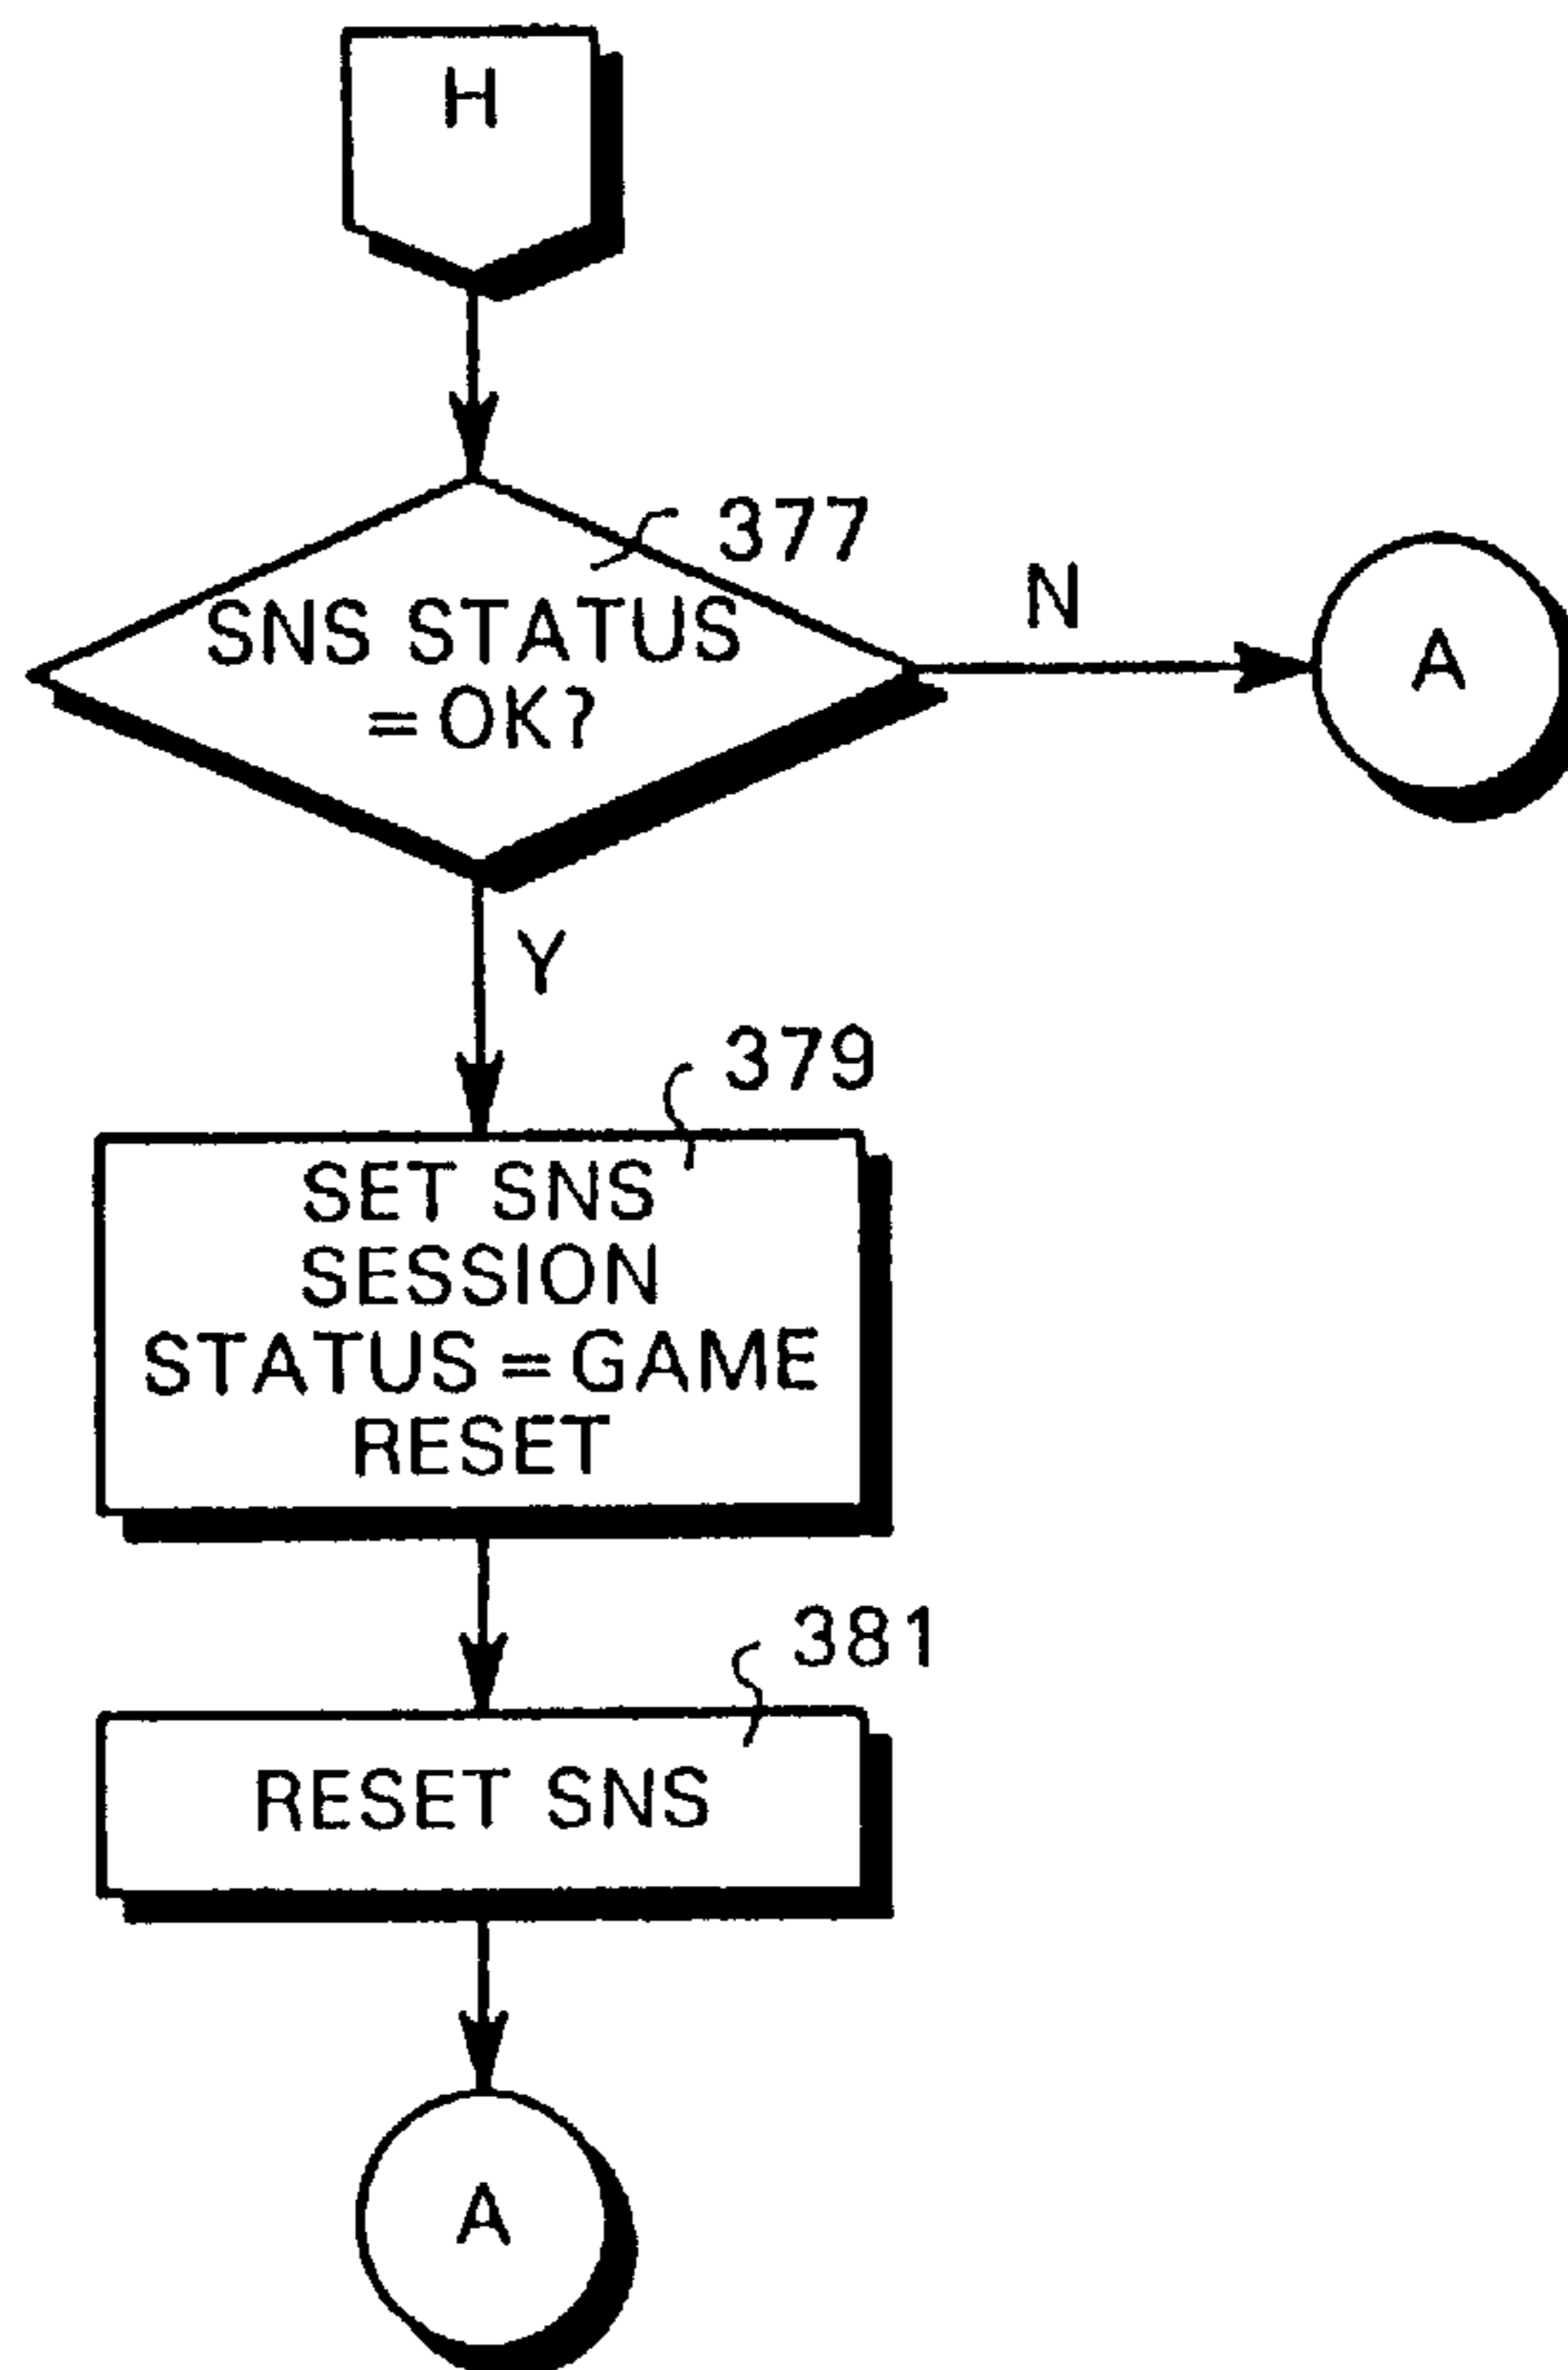 H
377
SNS STATUS
=OK?
N
A
Y
379
SET SNS
SESSION
STATUS=GAME
RESET
381
RESET SNS
A